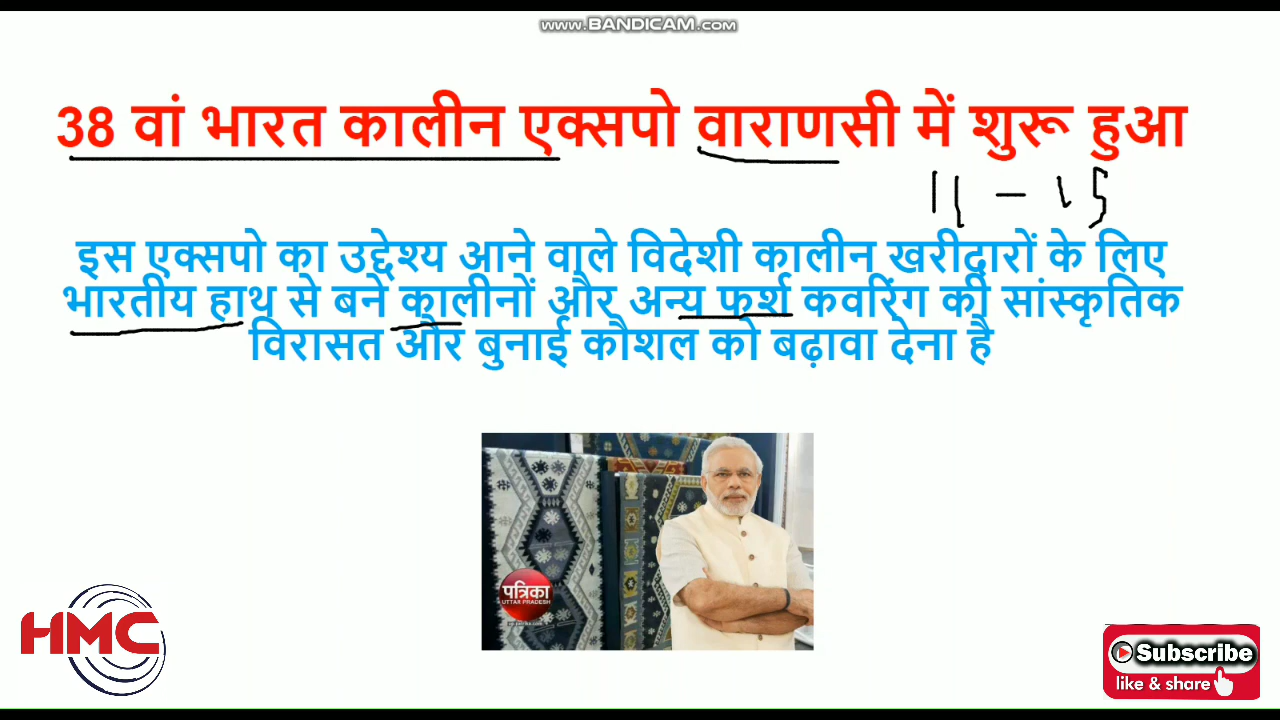 www.BANDICAM.com
38 वां भारत कालीन एक्सपो वाराणसी में शुरू हुआ
11 - 15
इस एक्सपो का उद्देश्य आने वाले विदेशी कालीन खरीदारों के लिए
भारतीय हाथ से बने कालीनों और अन्य फर्श कवरिंग की सांस्कृतिक
विरासत और बुनाई कौशल को बढ़ावा देना है
पत्रिका
UTTAR PRADESH
HMC
Subscribe
like & share